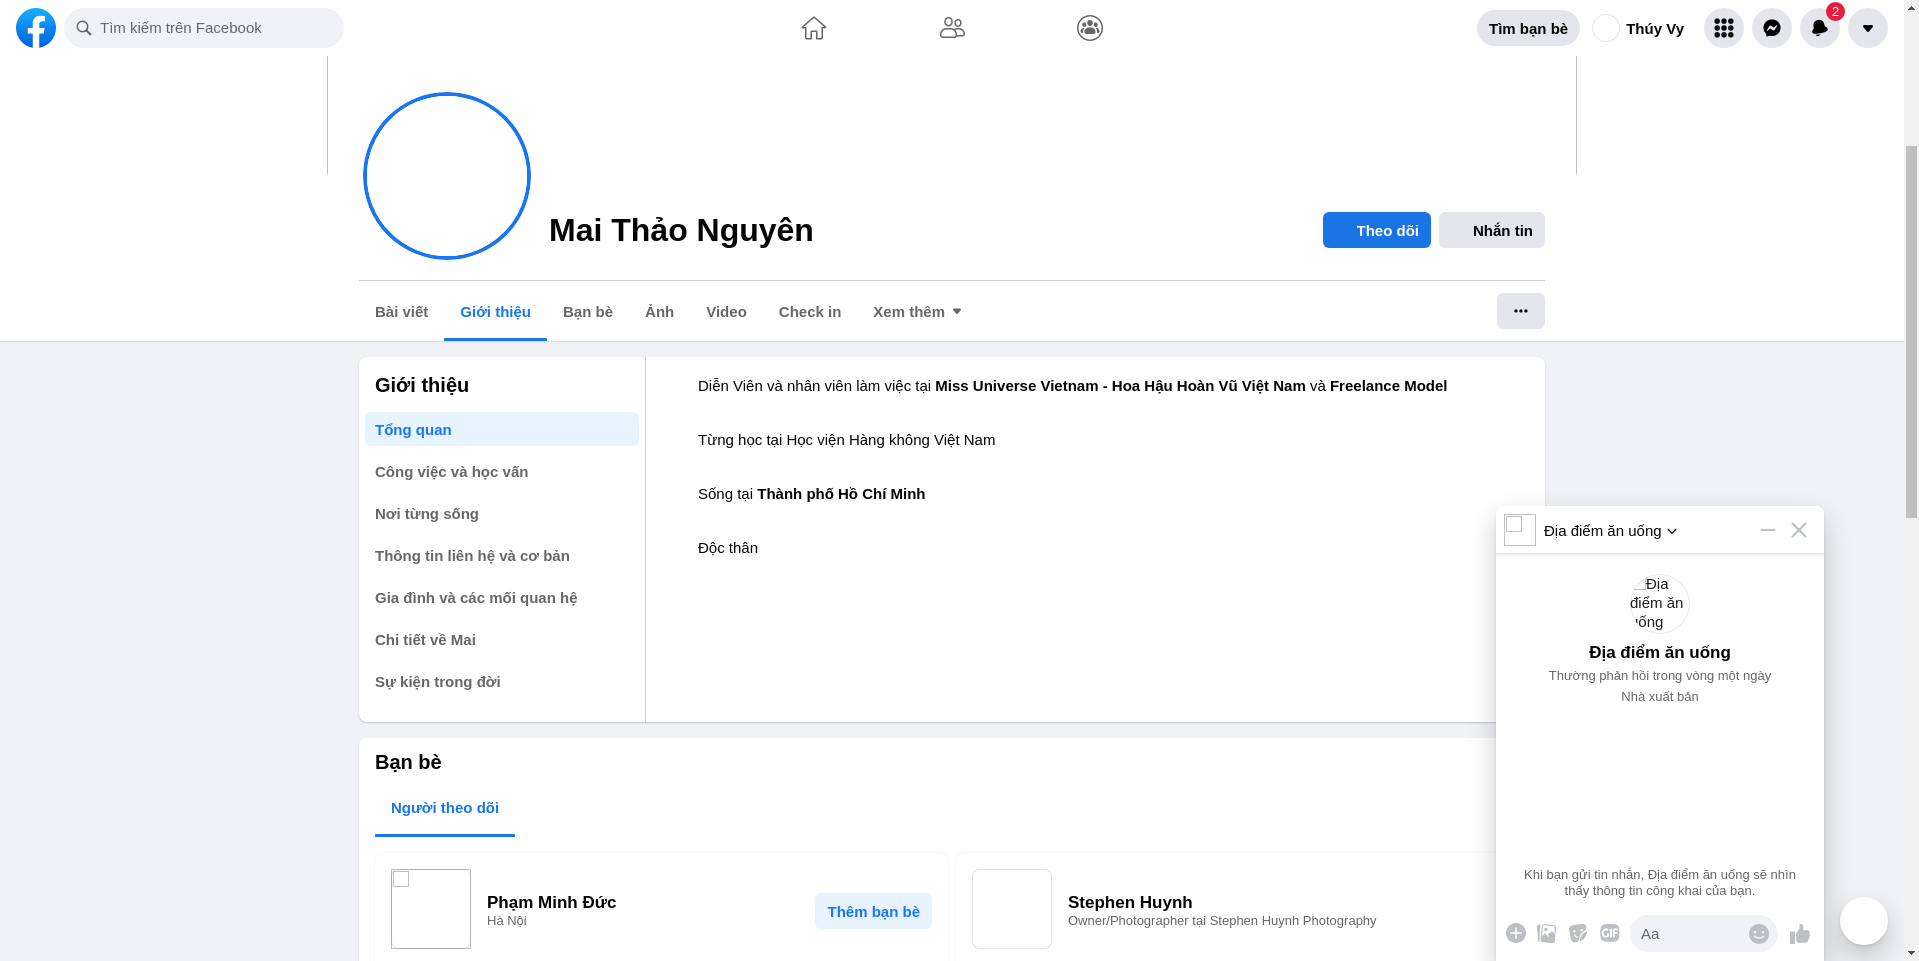 Tìm kiếm trên Facebook
Tìm bạn bè
Thúy Vy
2
Mai Thảo Nguyên
Theo dõi
Nhắn tin
Bài viết
Giới thiệu
Bạn bè
Ảnh
Video
Check in
Xem thêm
Giới thiệu
Tổng quan
Công việc và học vấn
Nơi từng sống
Thông tin liên hệ và cơ bản
Gia đình và các mối quan hệ
Chi tiết về Mai
Sự kiện trong đời
Diễn Viên và nhân viên làm việc tại Miss Universe Vietnam - Hoa Hậu Hoàn Vũ Việt Nam và Freelance Model
Từng học tại Học viện Hàng không Việt Nam
Sống tại Thành phố Hồ Chí Minh
Độc thân
Bạn bè
Người theo dõi
Phạm Minh Đức
Hà Nội
Thêm bạn bè
Stephen Huynh
Owner/Photographer tại Stephen Huynh Photography
Địa điểm ăn uống
Địa
điểm ăn
uống
Địa điểm ăn uống
Thường phản hồi trong vòng một ngày
Nhà xuất bản
Khi bạn gửi tin nhắn, Địa điểm ăn uống sẽ nhìn
thấy thông tin công khai của bạn.
GIF
Aa